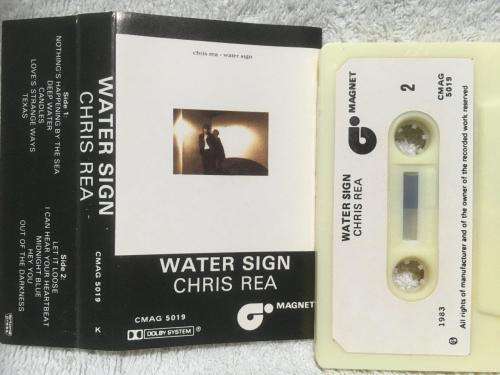 Side 1:
NOTHING'S HAPPENING BY THE SEA
DEEP WATER
CANDLES
LOVE'S STRANGE WAYS
TEXAS
Side 2:
LET IT LOOSE
I CAN HEAR YOUR HEARTBEAT
MIDNIGHT BLUE
HEY YOU
OUT OF THE DARKNESS
WATER SIGN
CHRIS REA
CMAG 5019
K
chris rea · water sign
WATER SIGN
CHRIS REA
CMAG 5019
DOLBY SYSTEM ®
MAGNET
WATER SIGN
CHRIS REA
MAGNET
2
CMAG
5019
1983
℗ All rights of manufacturer and of the owner of the recorded work reserved